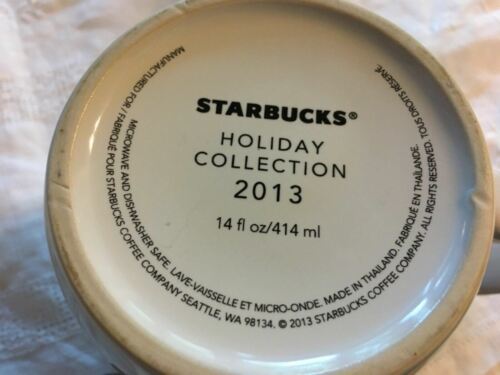 STARBUCKS®
HOLIDAY
COLLECTION
2013
14 fl oz/414 ml
MICROWAVE AND DISHWASHER SAFE. LAVE-VAISSELLE ET MICRO-ONDE. MADE IN THAILAND. FABRIQUÉ EN THAÏLANDE.
MANUFACTURED FOR / FABRIQUÉ POUR STARBUCKS COFFEE COMPANY SEATTLE, WA 98134. © 2013 STARBUCKS COFFEE COMPANY. ALL RIGHTS RESERVED. TOUS DROITS RÉSERVÉ